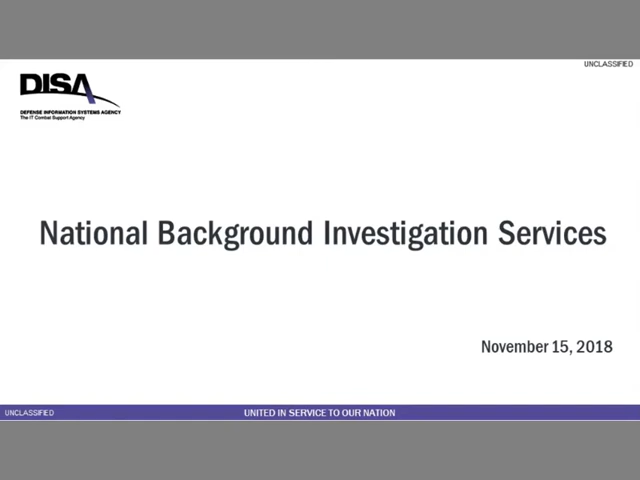 UNCLASSIFIED
DISA
DEFENSE INFORMATION SYSTEMS AGENCY
The IT Combat Support Agency
National Background Investigation Services
November 15, 2018
UNCLASSIFIED
UNITED IN SERVICE TO OUR NATION